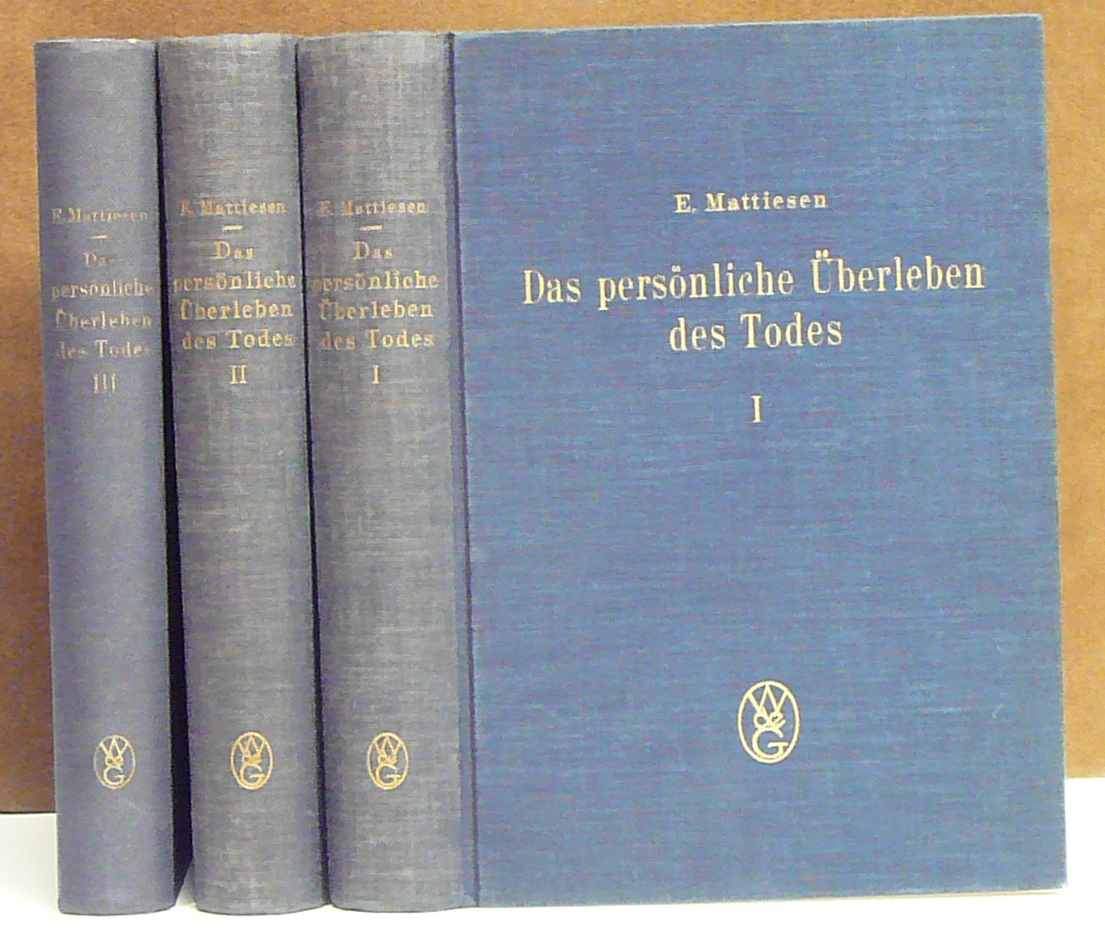 E. Mattiesen
Das
persönliche
Überleben
des Todes
III
W
&
G
E. Mattiesen
Das
persönliche
Überleben
des Todes
II
W
&
G
E. Mattiesen
Das
persönliche
Überleben
des Todes
I
W
&
G
E. Mattiesen
Das persönliche Überleben
des Todes
I
W
&
G